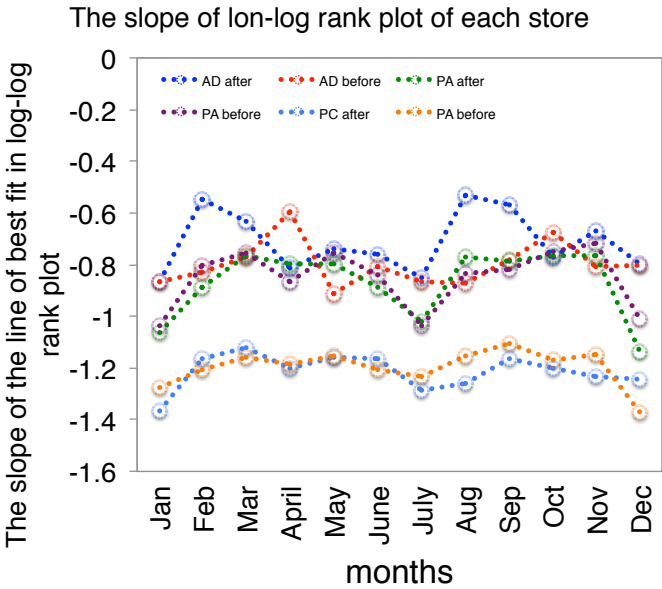 The slope of lon-log rank plot of each store
The slope of the line of best fit in log-log
rank plot
0
-0.2
-0.4
-0.6
-0.8
-1
-1.2
-1.4
-1.6
AD after
AD before
PA after
PA before
PC after
PA before
Jan
Feb
Mar
April
May
June
July
Aug
Sep
Oct
Nov
Dec
months